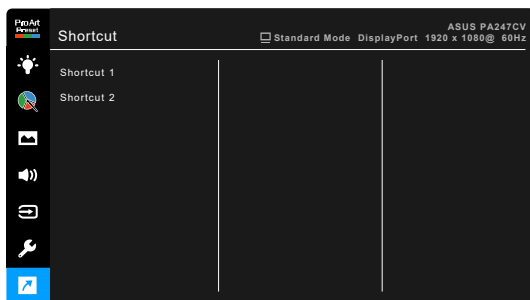 ProArt
Preset
Shortcut
ASUS PA247CV
Standard Mode DisplayPort 1920 x 1080@ 60Hz
Shortcut 1
Shortcut 2